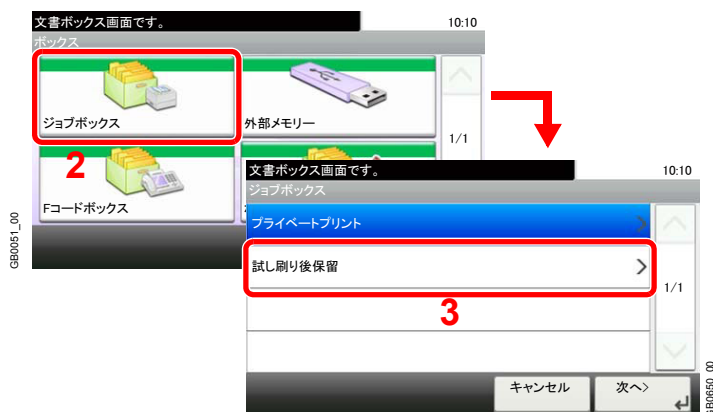 文書ボックス画面です。
10:10
ボックス
ジョブボックス
外部メモリー
1/1
2
Fコードボックス
GB0051_00
文書ボックス画面です。
10:10
ジョブボックス
プライベートプリント
試し刷り後保留
1/1
3
キャンセル
次へ>
GB0650_00